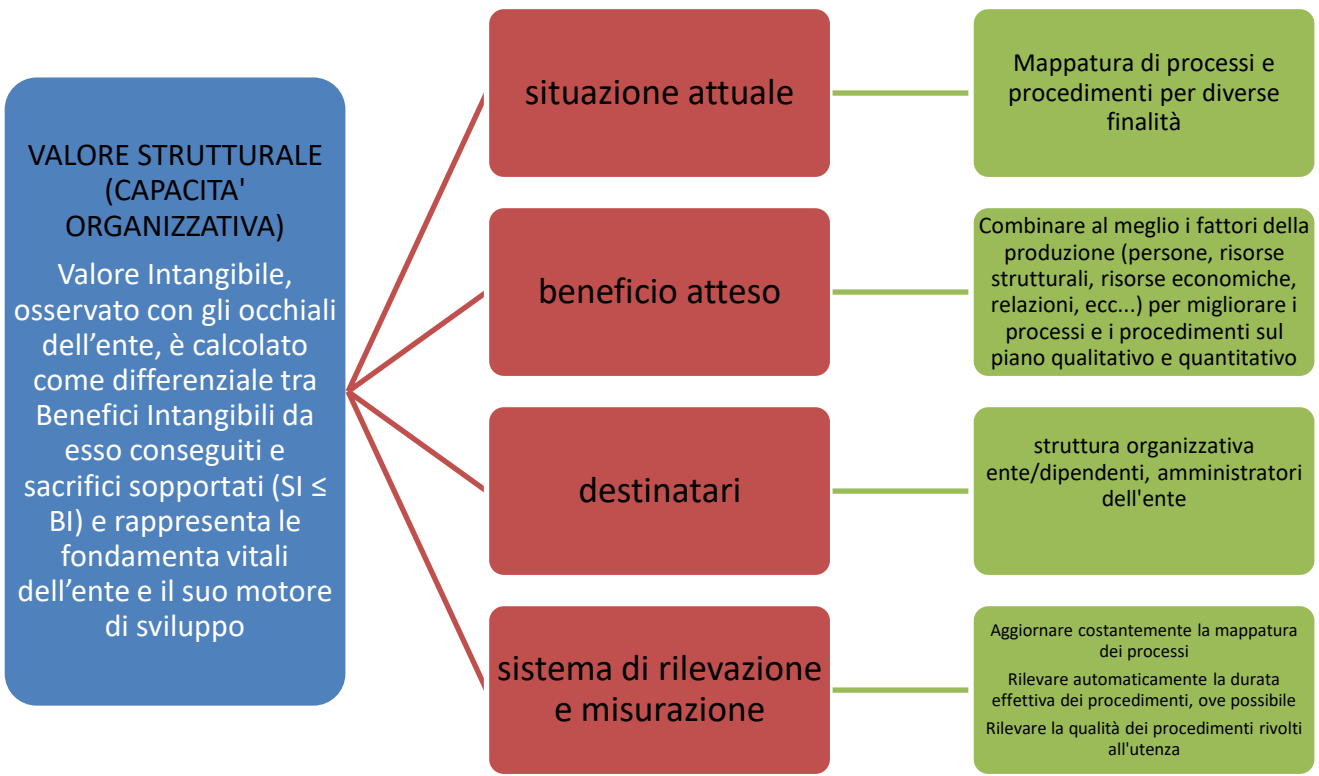 VALORE STRUTTURALE
(CAPACITA'
ORGANIZZATIVA)
Valore Intangibile,
osservato con gli occhiali
dell’ente, è calcolato
come differenziale tra
Benefici Intangibili da
esso conseguiti e
sacrifici sopportati (SI ≤
BI) e rappresenta le
fondamenta vitali
dell’ente e il suo motore
di sviluppo
situazione attuale
Mappatura di processi e
procedimenti per diverse
finalità
beneficio atteso
Combinare al meglio i fattori della
produzione (persone, risorse
strutturali, risorse economiche,
relazioni, ecc...) per migliorare i
processi e i procedimenti sul
piano qualitativo e quantitativo
destinatari
struttura organizzativa
ente/dipendenti, amministratori
dell'ente
sistema di rilevazione
e misurazione
Aggiornare costantemente la mappatura
dei processi
Rilevare automaticamente la durata
effettiva dei procedimenti, ove possibile
Rilevare la qualità dei procedimenti rivolti
all'utenza